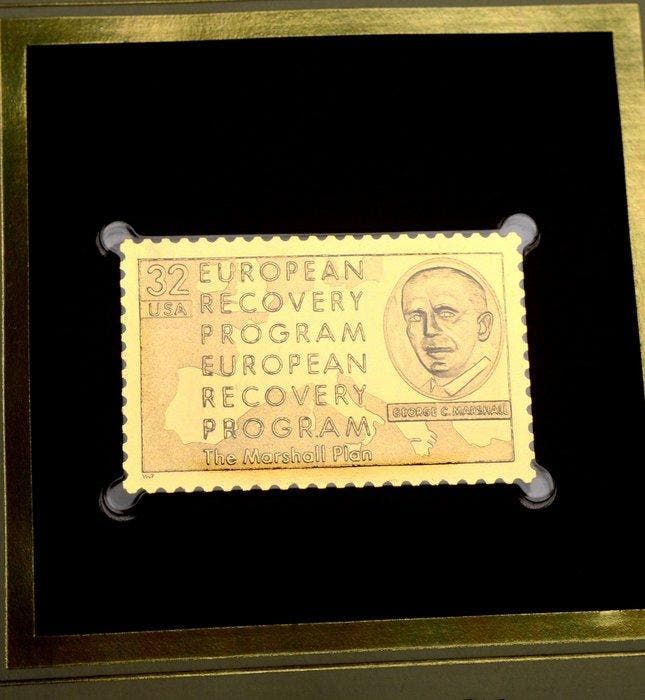 32
USA
EUROPEAN
RECOVERY
PROGRAM
EUROPEAN
RECOVERY
PROGRAM
The Marshall Plan
GEORGE C. MARSHALL